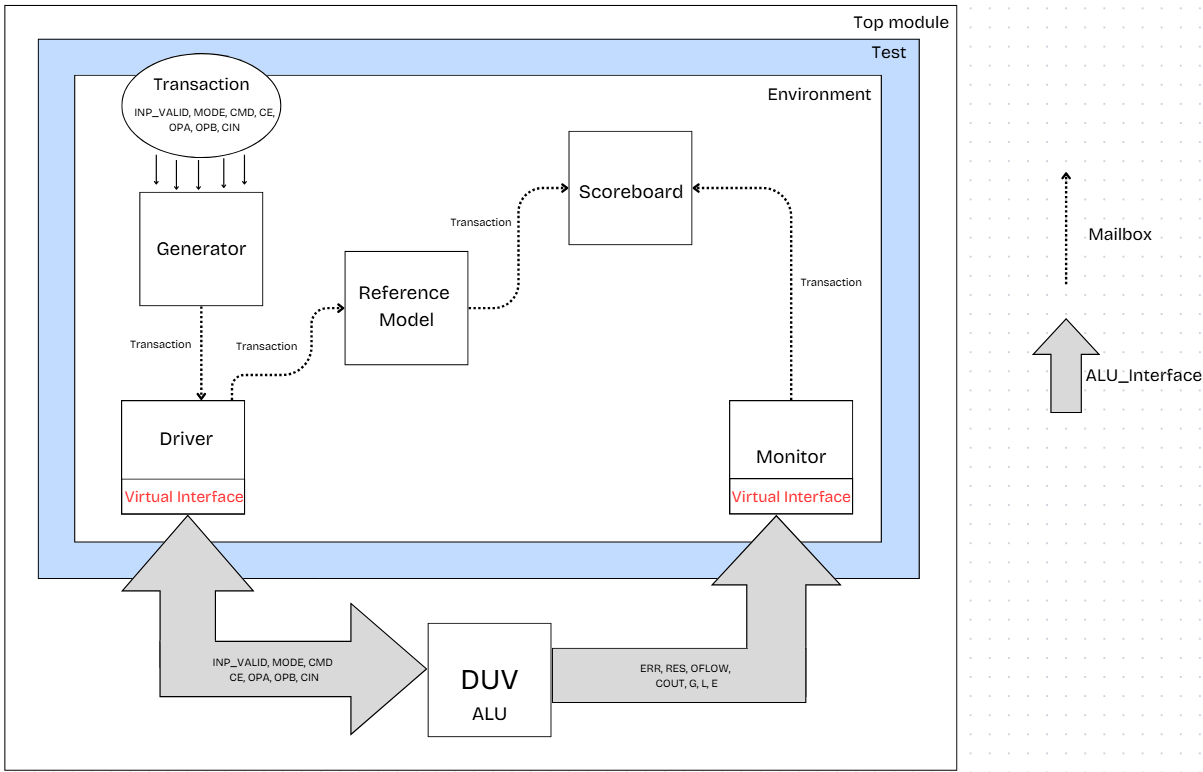 Top module
Test
Environment
Transaction
INP_VALID, MODE, CMD, CE,
OPA, OPB, CIN
Generator
Scoreboard
Transaction
Mailbox
Reference
Model
Transaction
Transaction
Transaction
ALU_Interface
Driver
Virtual Interface
Monitor
Virtual Interface
INP_VALID, MODE, CMD
CE, OPA, OPB, CIN
DUV
ALU
ERR, RES, OFLOW,
COUT, G, L, E